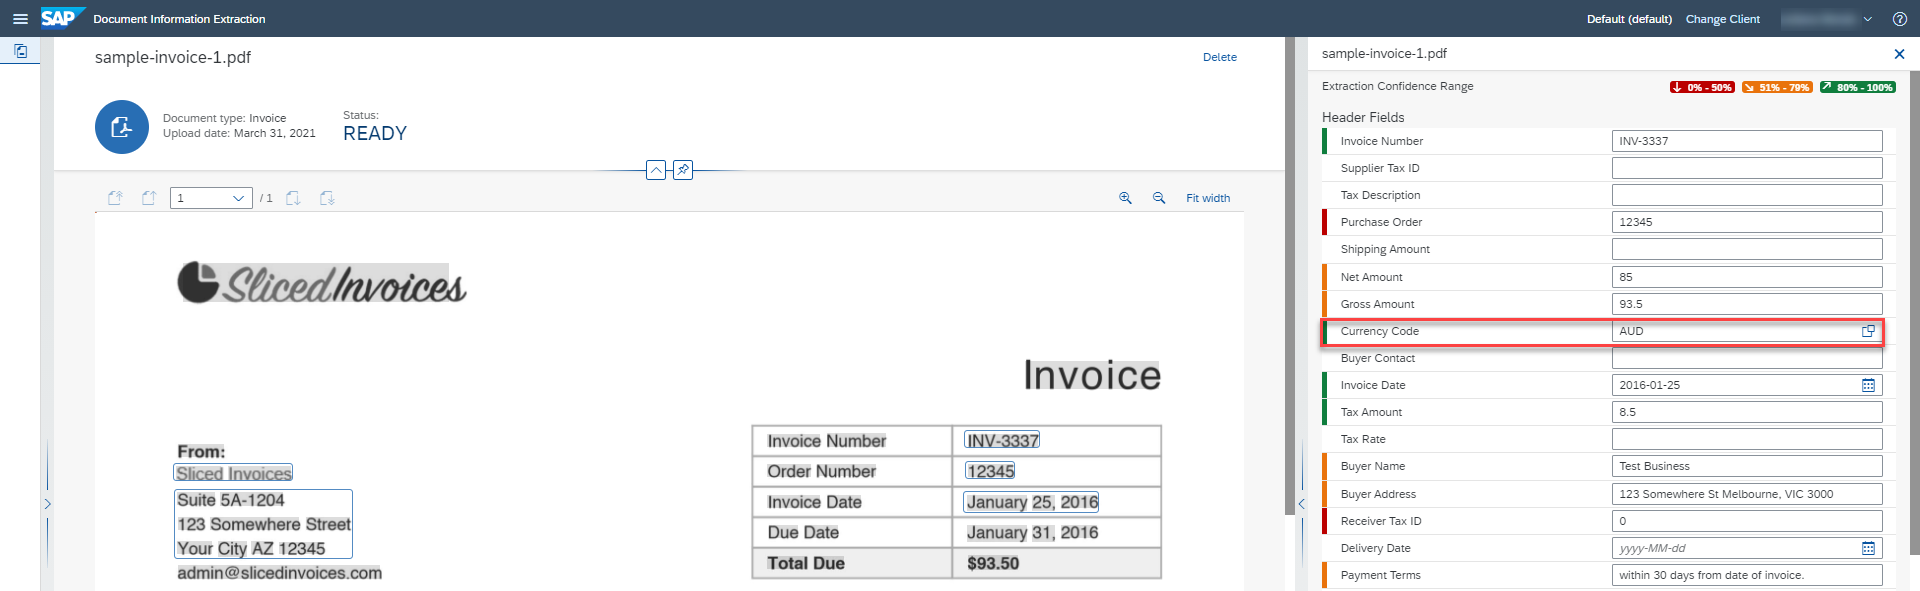 SAP Document Information Extraction
Default (default) Change Client
sample-invoice-1.pdf
Delete
Document type: Invoice
Upload date: March 31, 2021
Status:
READY
1 / 1
Fit width
SlicedInvoices
Invoice
From:
Sliced Invoices
Suite 5A-1204
123 Somewhere Street
Your City AZ 12345
admin@slicedinvoices.com
Invoice Number INV-3337
Order Number 12345
Invoice Date January 25, 2016
Due Date January 31, 2016
Total Due $93.50
sample-invoice-1.pdf
Extraction Confidence Range 0% - 50% 51% - 79% 80% - 100%
Header Fields
Invoice Number INV-3337
Supplier Tax ID
Tax Description
Purchase Order 12345
Shipping Amount
Net Amount 85
Gross Amount 93.5
Currency Code AUD
Buyer Contact
Invoice Date 2016-01-25
Tax Amount 8.5
Tax Rate
Buyer Name Test Business
Buyer Address 123 Somewhere St Melbourne, VIC 3000
Receiver Tax ID 0
Delivery Date yyyy-MM-dd
Payment Terms within 30 days from date of invoice.